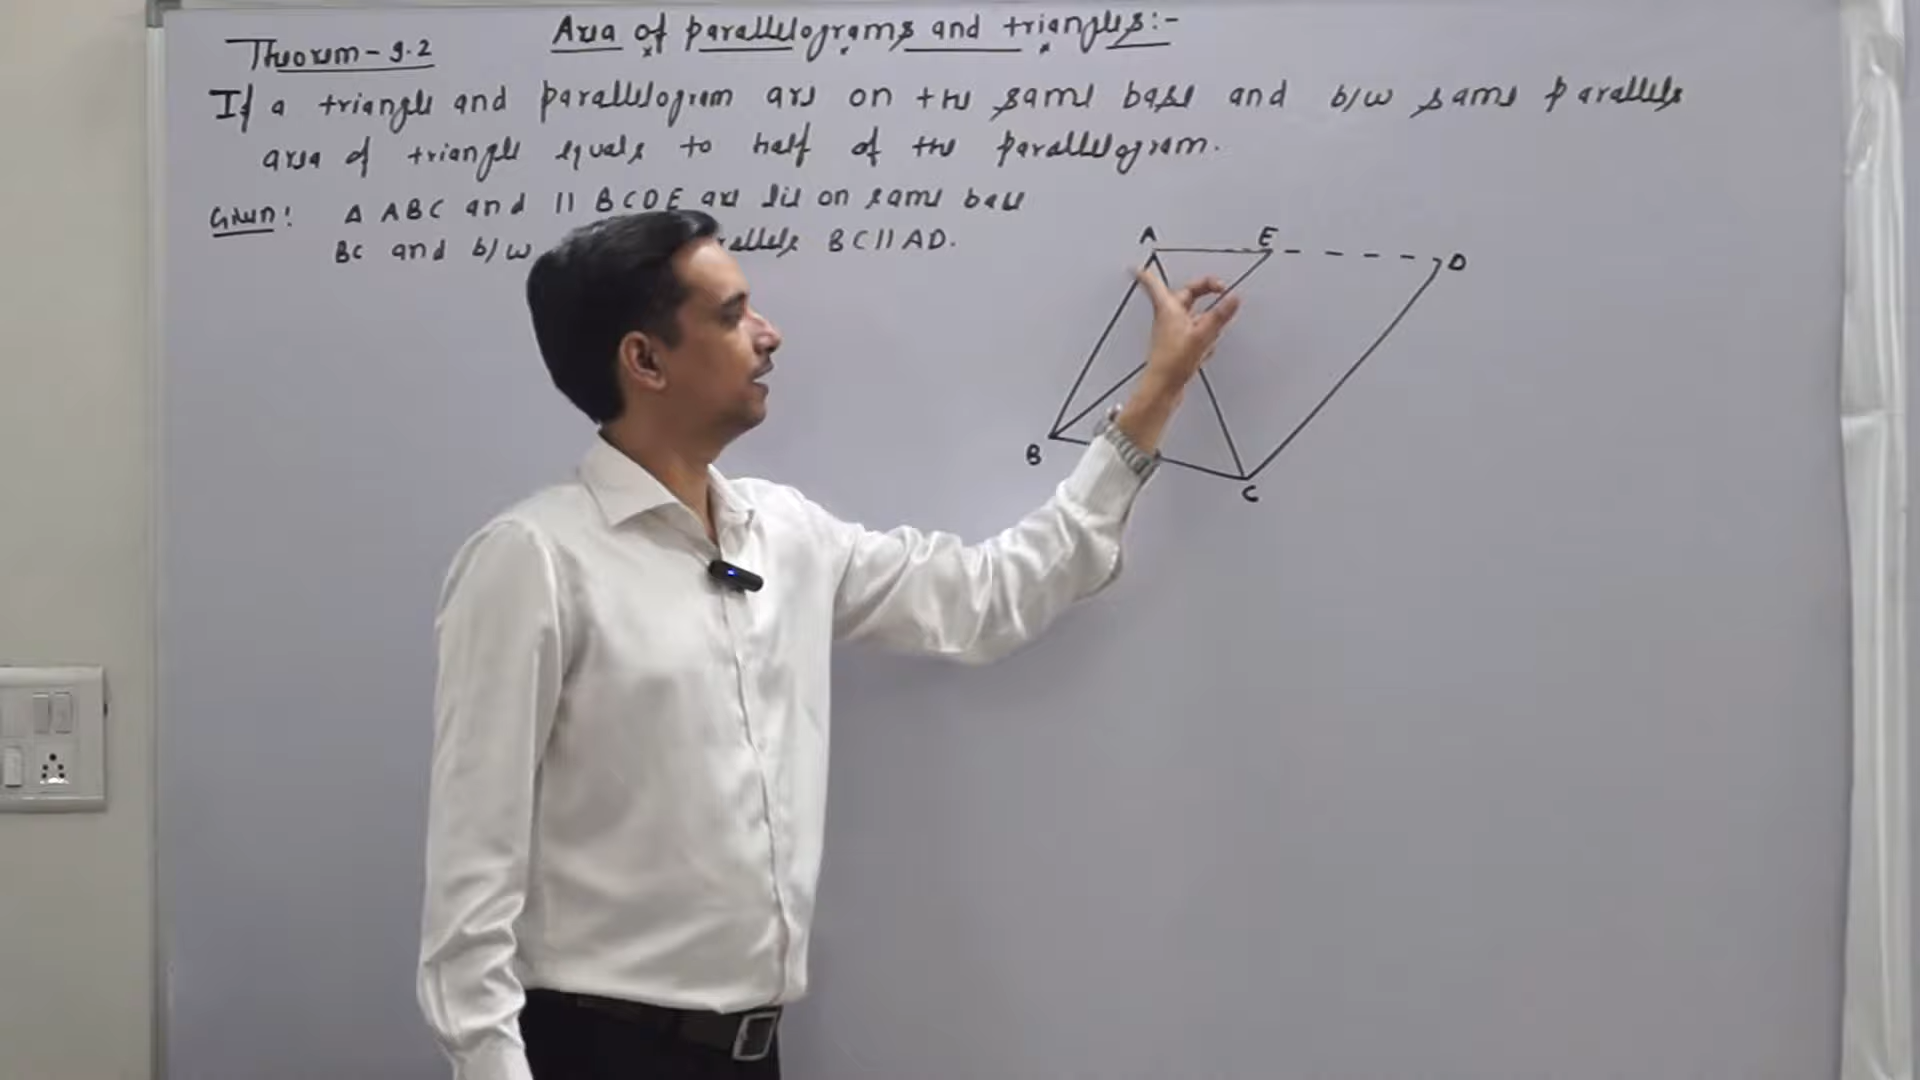 Area of parallelograms and triangles:-
Theorem - 9.2
If a triangle and parallelogram are on the same base and b/w same parallels
area of triangle equals to half of the parallelogram.
Given: Δ ABC and || BCDE are lie on same base
BC and b/w BC || AD.
A E D
B
C